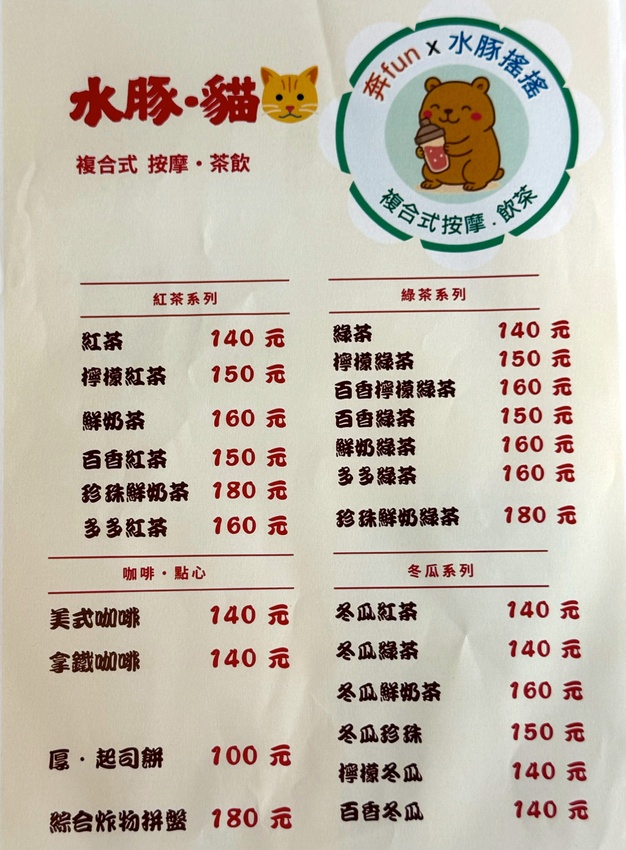 水豚·貓
複合式 按摩·茶飲
奔fun x 水豚搖搖
複合式按摩.飲茶
紅茶系列
紅茶 140 元
檸檬紅茶 150 元
鮮奶茶 160 元
百香紅茶 150 元
珍珠鮮奶茶 180 元
多多紅茶 160 元
綠茶系列
綠茶 140 元
檸檬綠茶 150 元
百香檸檬綠茶 160 元
百香綠茶 150 元
鮮奶綠茶 160 元
多多綠茶 160 元
珍珠鮮奶綠茶 180 元
咖啡·點心
美式咖啡 140 元
拿鐵咖啡 140 元
厚·起司餅 100 元
綜合炸物拼盤 180 元
冬瓜系列
冬瓜紅茶 140 元
冬瓜綠茶 140 元
冬瓜鮮奶茶 160 元
冬瓜珍珠 150 元
檸檬冬瓜 140 元
百香冬瓜 140 元